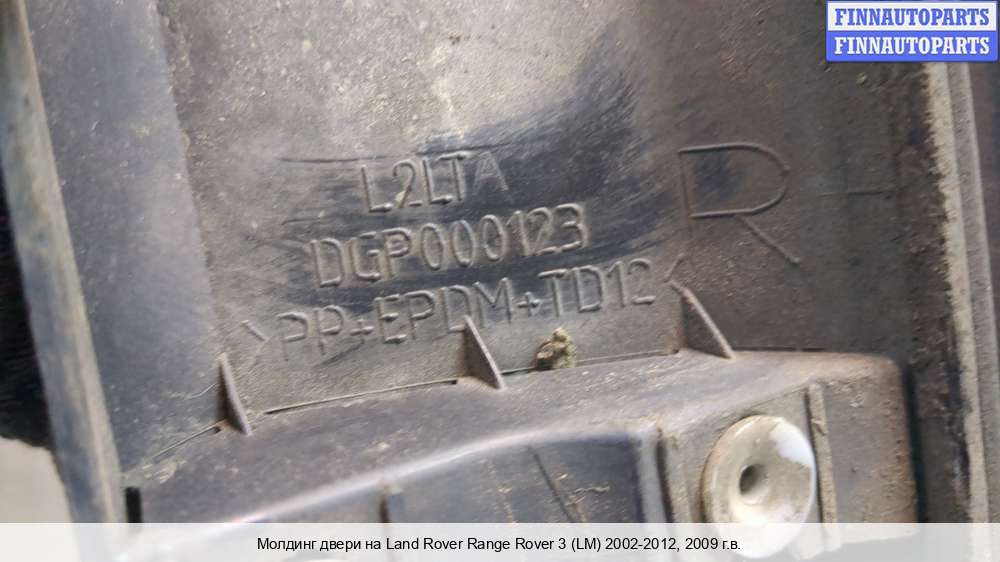 FINNAUTOPARTS
FINNAUTOPARTS
L2LTA
DGP000123
>PP+EPDM+TD12<
R
Молдинг двери на Land Rover Range Rover 3 (LM) 2002-2012, 2009 г.в.